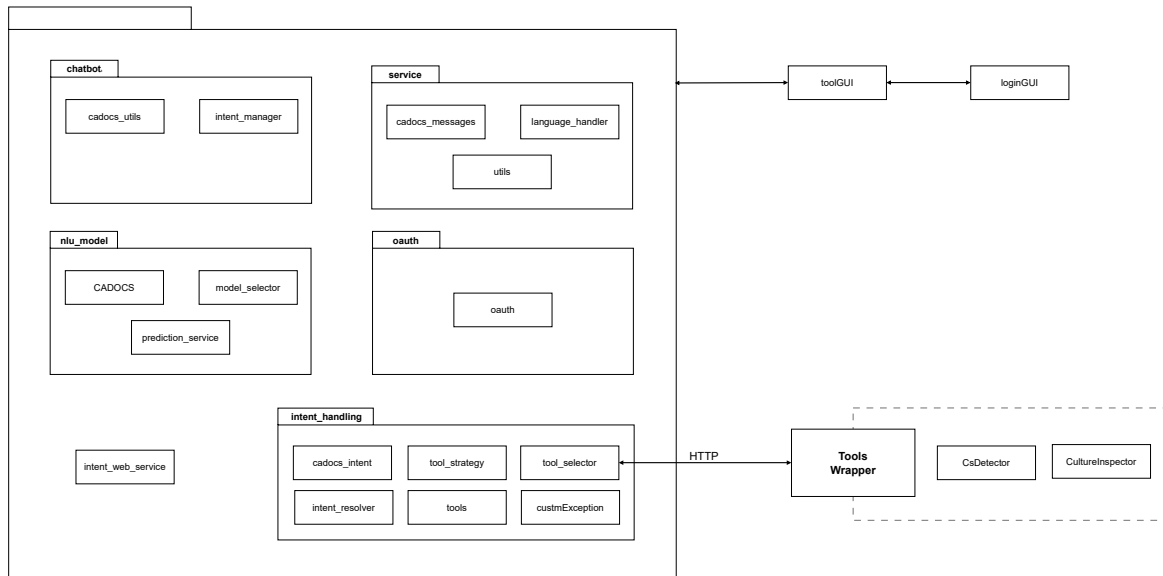 chatbot
cadocs_utils
intent_manager
service
cadocs_messages
language_handler
utils
toolGUI
loginGUI
nlu_model
CADOCS
model_selector
prediction_service
oauth
oauth
intent_web_service
intent_handling
cadocs_intent
tool_strategy
tool_selector
intent_resolver
tools
custmException
HTTP
Tools
Wrapper
CsDetector
CultureInspector